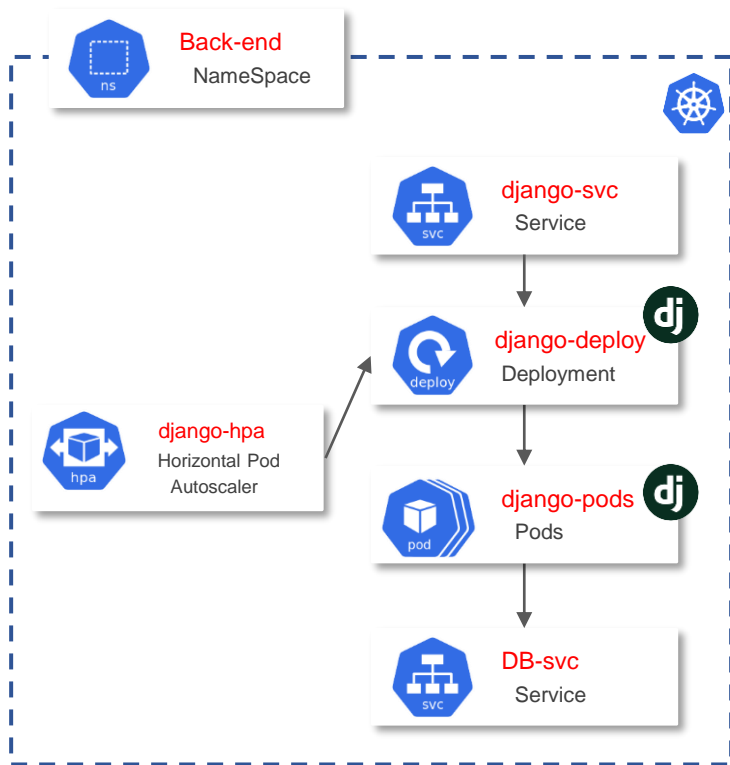 Back-end
NameSpace
ns
django-svc
Service
svc
dj
django-deploy
Deployment
deploy
django-hpa
Horizontal Pod
Autoscaler
hpa
dj
django-pods
Pods
pod
DB-svc
Service
svc